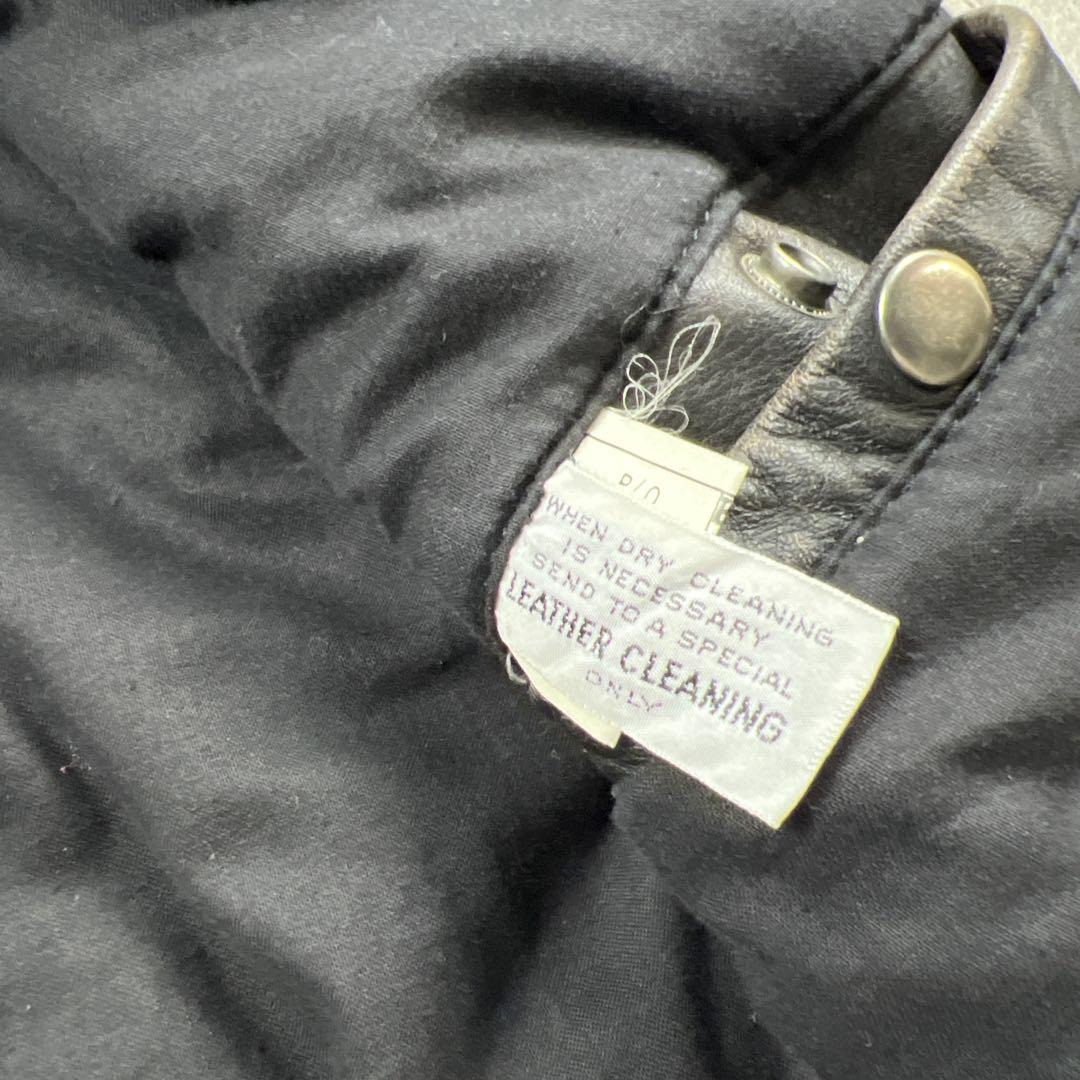 WHEN DRY CLEANING
IS NECESSARY
SEND TO A SPECIAL
LEATHER CLEANING
ONLY